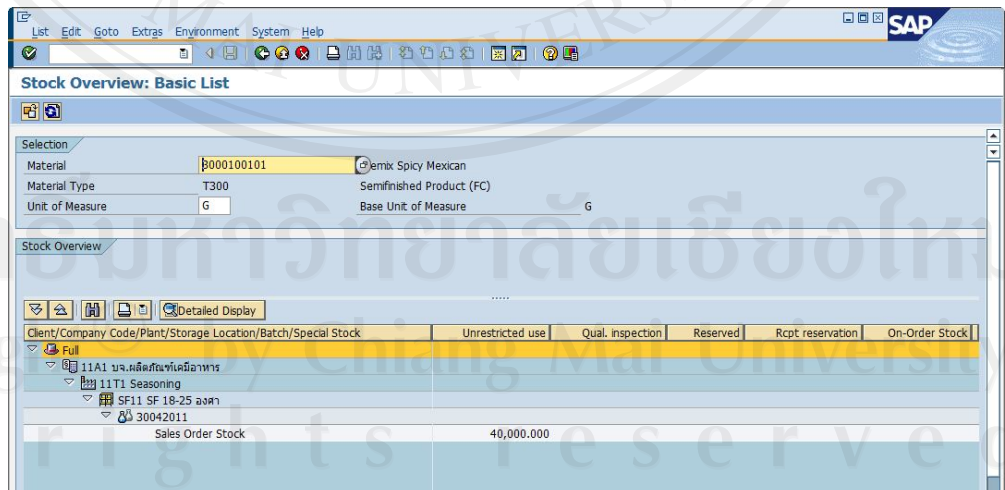 List Edit Goto Extras Environment System Help
SAP
Stock Overview: Basic List
Selection
Material 3000100101 Demix Spicy Mexican
Material Type T300 Semifinished Product (FC)
Unit of Measure G Base Unit of Measure G
Stock Overview
Detailed Display
Client/Company Code/Plant/Storage Location/Batch/Special Stock Unrestricted use Qual. inspection Reserved Rcpt reservation On-Order Stock
Full
11A1 บจ.ผลิตภัณฑ์เคมีอาหาร
11T1 Seasoning
SF11 SF 18-25 องศา
30042011
Sales Order Stock 40,000.000